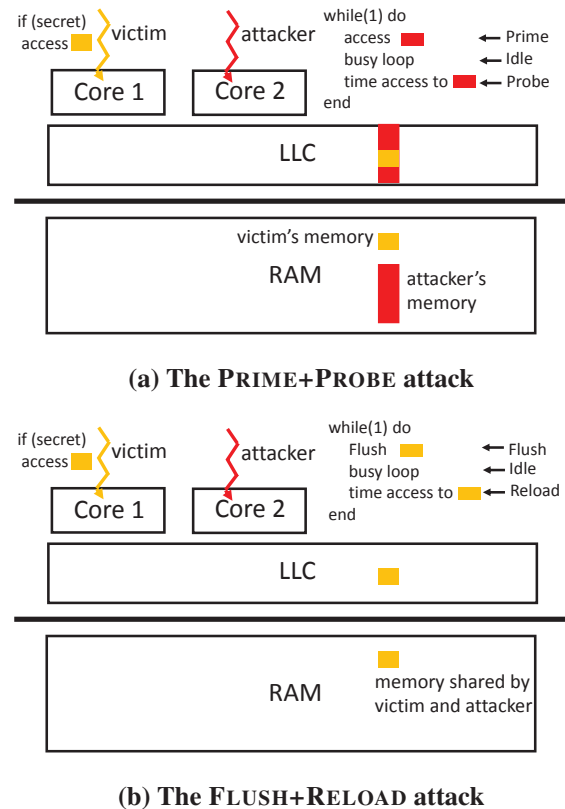 if (secret)
access
victim
attacker
while(1) do
access
Prime
busy loop
Idle
time access to
Probe
end
Core 1
Core 2
LLC
victim's memory
RAM
attacker's
memory
(a) The PRIME+PROBE attack
if (secret)
access
victim
attacker
while(1) do
Flush
Flush
busy loop
Idle
time access to
Reload
end
Core 1
Core 2
LLC
RAM
memory shared by
victim and attacker
(b) The FLUSH+RELOAD attack